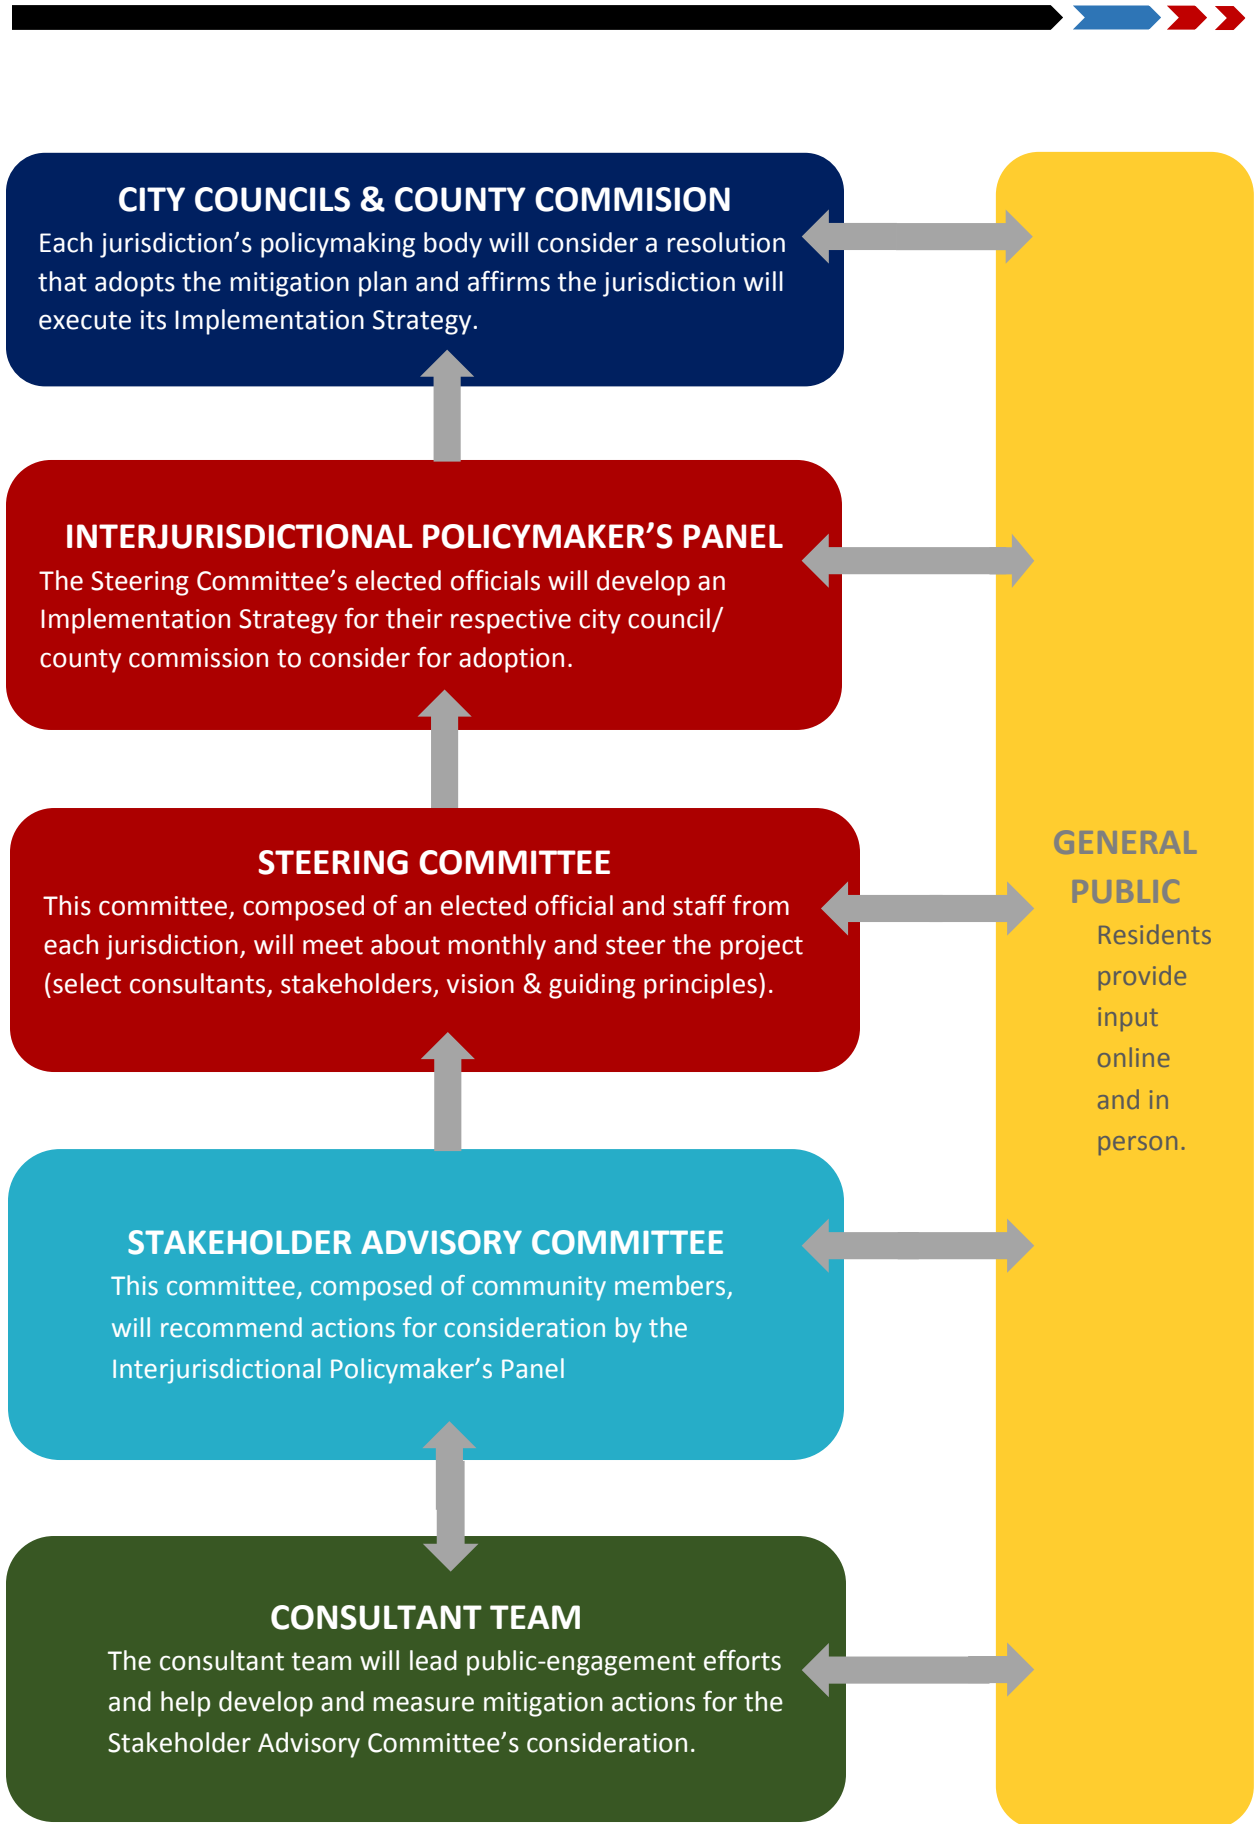 CITY COUNCILS & COUNTY COMMISION
Each jurisdiction’s policymaking body will consider a resolution
that adopts the mitigation plan and affirms the jurisdiction will
execute its Implementation Strategy.
INTERJURISDICTIONAL POLICYMAKER’S PANEL
The Steering Committee’s elected officials will develop an
Implementation Strategy for their respective city council/
county commission to consider for adoption.
STEERING COMMITTEE
This committee, composed of an elected official and staff from
each jurisdiction, will meet about monthly and steer the project
(select consultants, stakeholders, vision & guiding principles).
STAKEHOLDER ADVISORY COMMITTEE
This committee, composed of community members,
will recommend actions for consideration by the
Interjurisdictional Policymaker’s Panel
CONSULTANT TEAM
The consultant team will lead public-engagement efforts
and help develop and measure mitigation actions for the
Stakeholder Advisory Committee’s consideration.
GENERAL
PUBLIC
Residents
provide
input
online
and in
person.